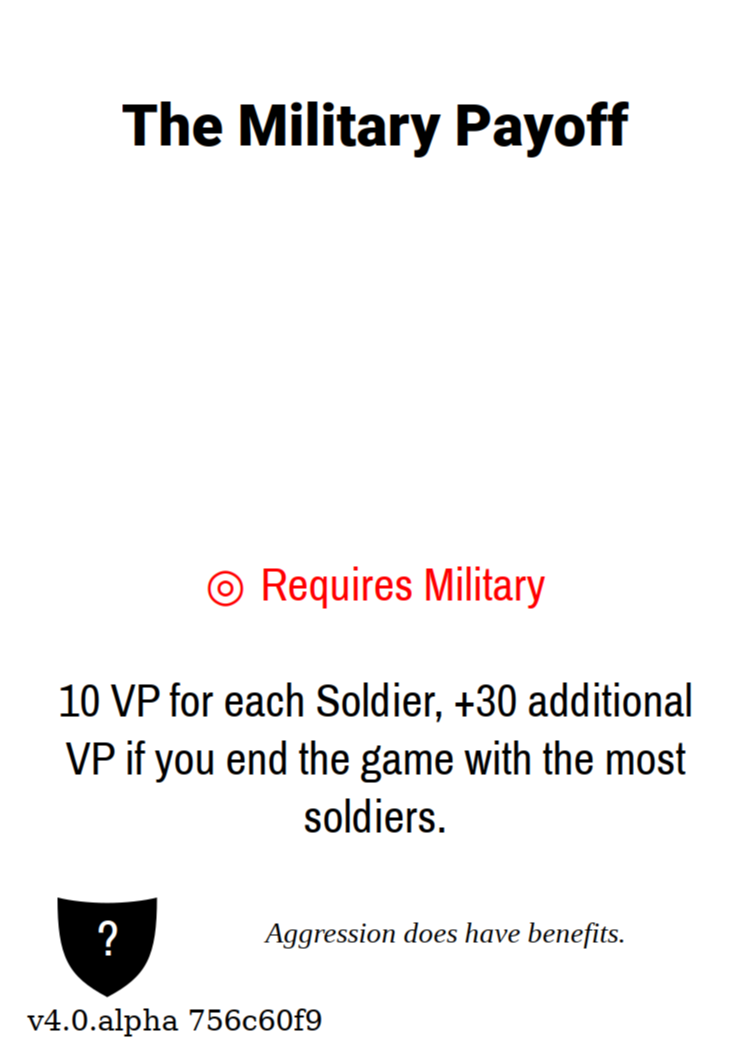 The Military Payoff
◎ Requires Military
10 VP for each Soldier, +30 additional
VP if you end the game with the most
soldiers.
?
Aggression does have benefits.
v4.0.alpha 756c60f9